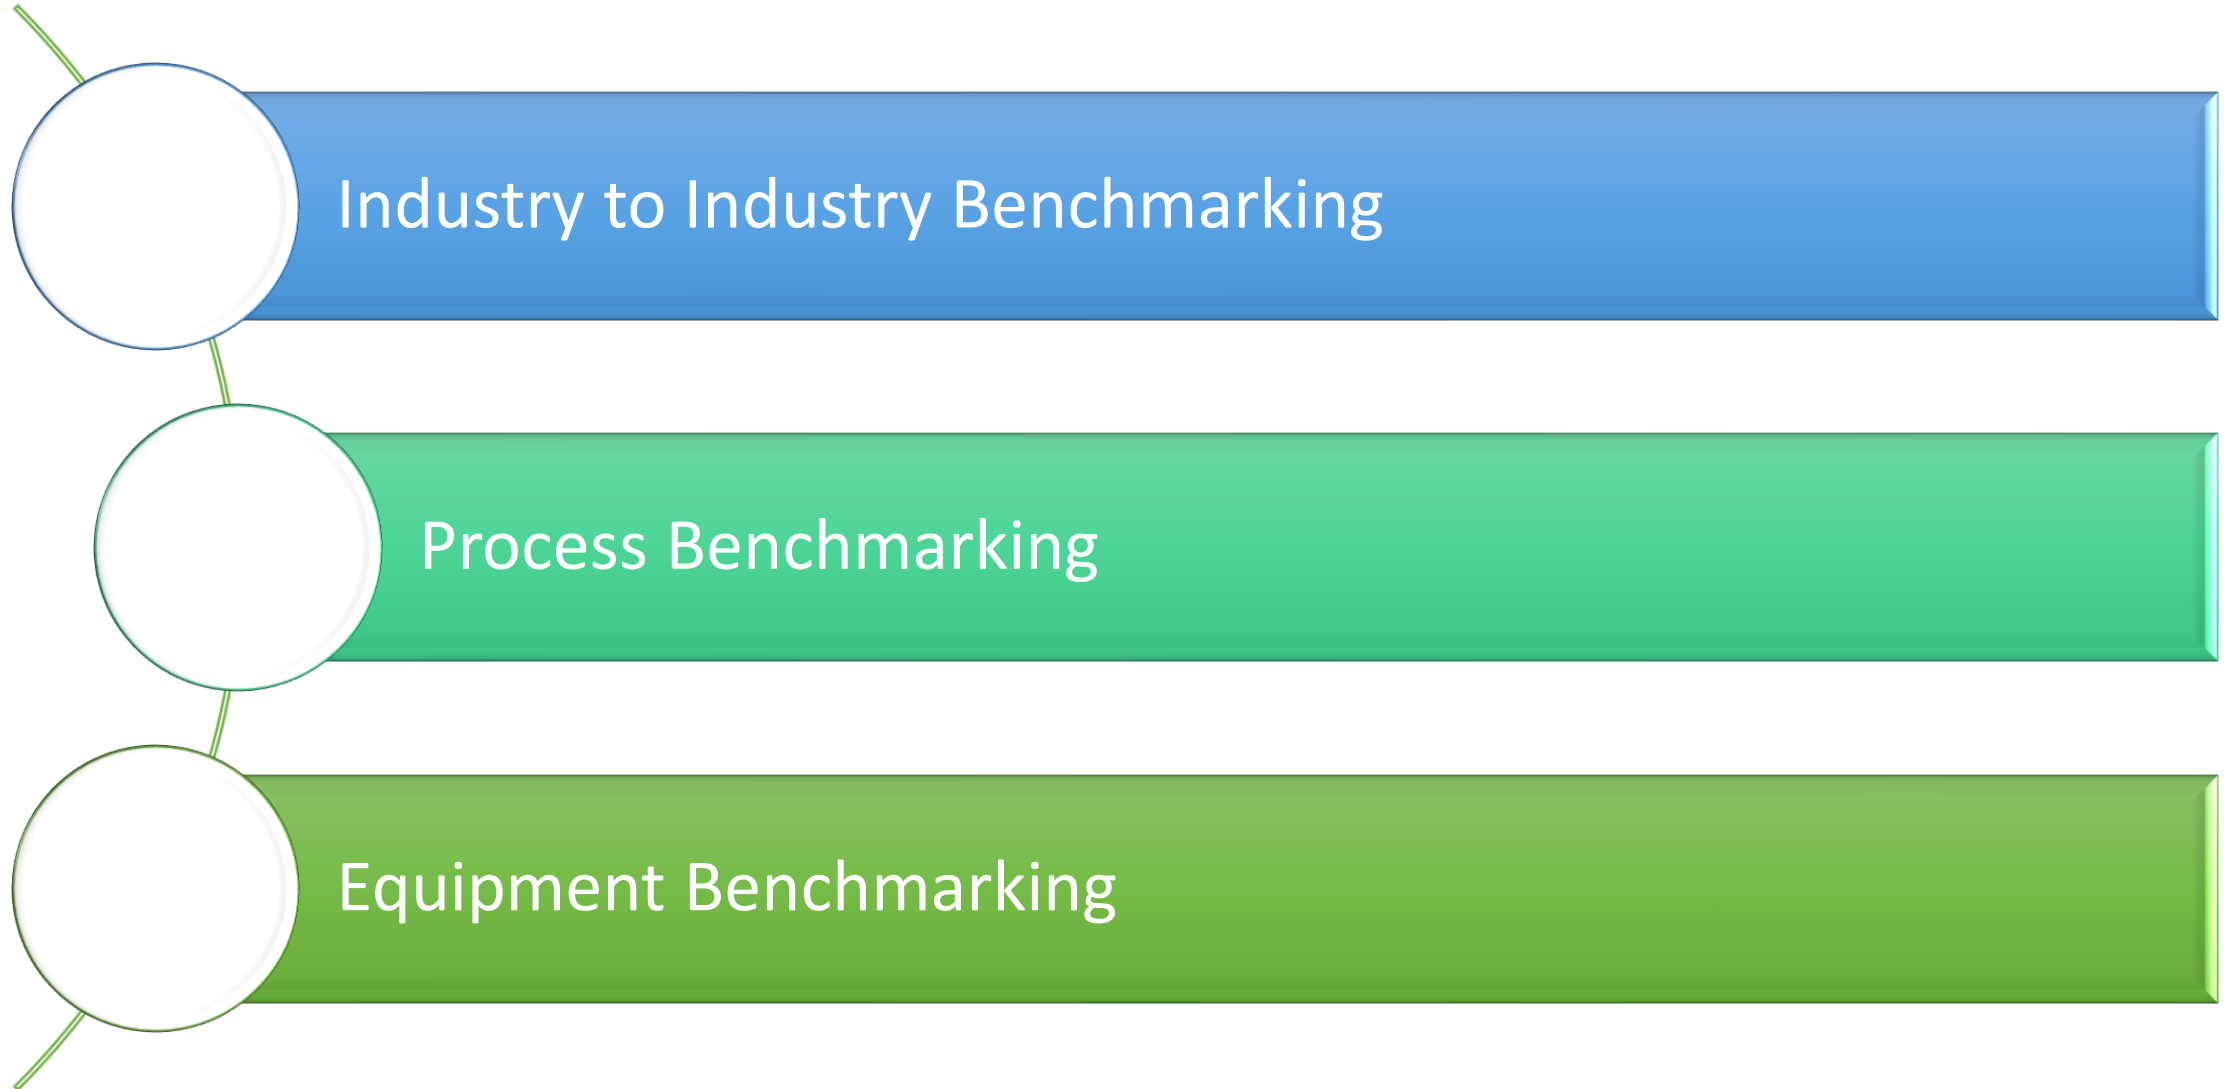 Industry to Industry Benchmarking
Process Benchmarking
Equipment Benchmarking